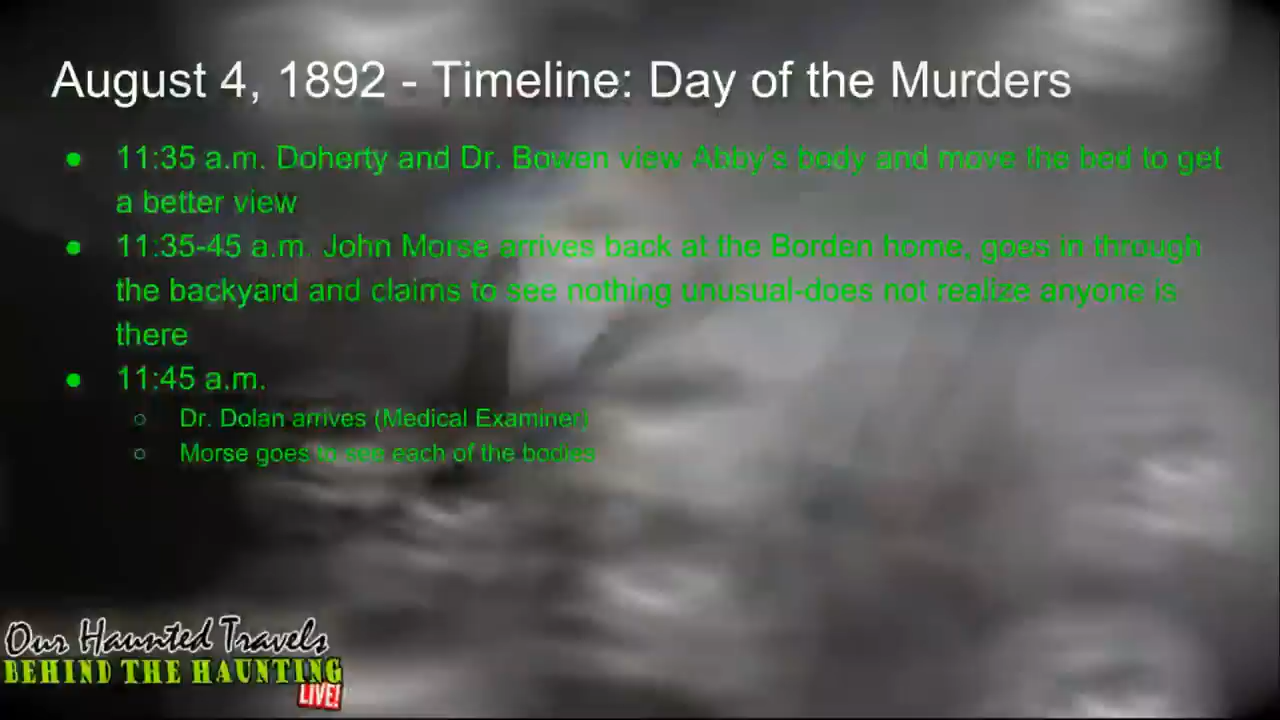 August 4, 1892 - Timeline: Day of the Murders
● 11:35 a.m. Doherty and Dr. Bowen view Abby's body and move the bed to get
a better view
● 11:35-45 a.m. John Morse arrives back at the Borden home, goes in through
the backyard and claims to see nothing unusual-does not realize anyone is
there
● 11:45 a.m.
○ Dr. Dolan arrives (Medical Examiner)
○ Morse goes to see each of the bodies
Our Haunted Travels
BEHIND THE HAUNTING
LIVE!